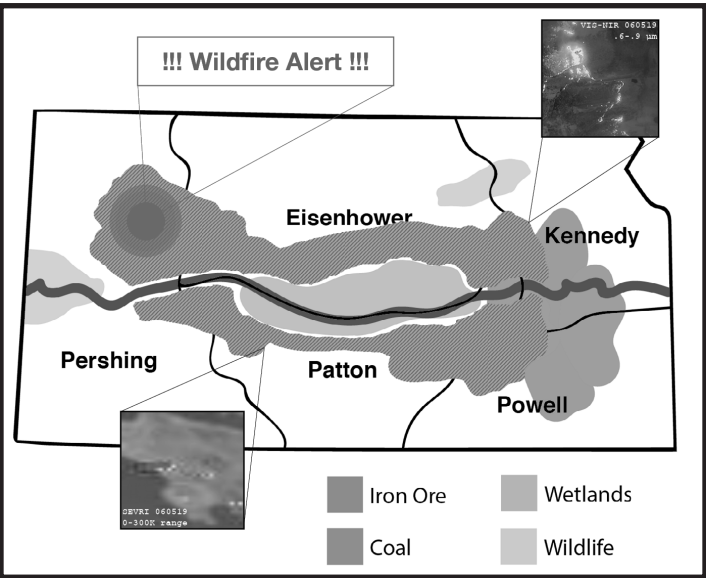 !!! Wildfire Alert !!!
VIS-NIR 060519
.6-.9 µm
Eisenhower
Kennedy
Pershing
Patton
Powell
SEVRI 060519
0-300K range
Iron Ore
Wetlands
Coal
Wildlife